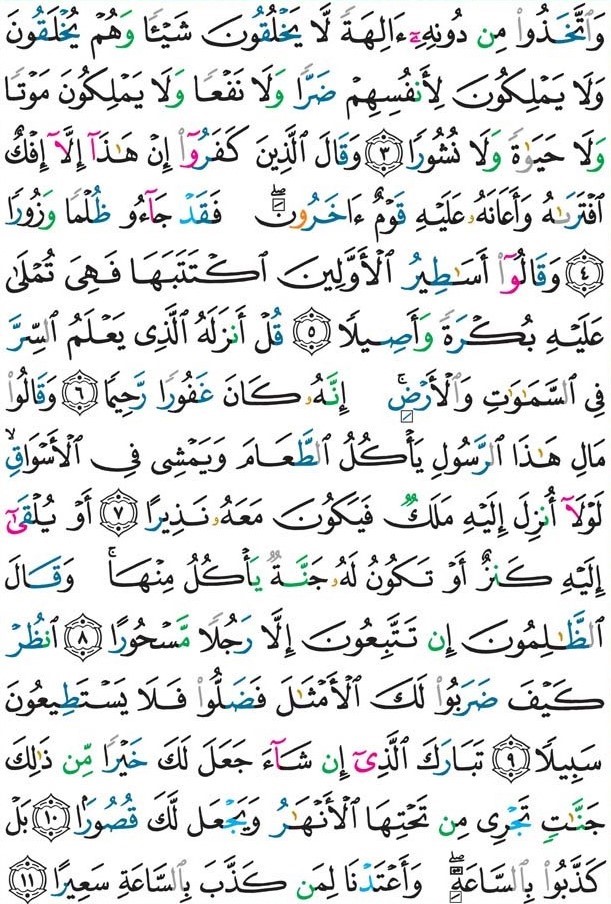 وَٱتَّخَذُوا۟ مِن دُونِهِۦٓ ءَالِهَةً لَّا يَخْلُقُونَ شَيْـًٔا وَهُمْ يُخْلَقُونَ
وَلَا يَمْلِكُونَ لِأَنفُسِهِمْ ضَرًّا وَلَا نَفْعًا وَلَا يَمْلِكُونَ مَوْتًا
وَلَا حَيَوٰةً وَلَا نُشُورًا ٣ وَقَالَ ٱلَّذِينَ كَفَرُوٓا۟ إِنْ هَـٰذَآ إِلَّآ إِفْكٌ
ٱفْتَرَىٰهُ وَأَعَانَهُۥ عَلَيْهِ قَوْمٌ ءَاخَرُونَ ۖ فَقَدْ جَآءُو ظُلْمًا وَزُورًا
٤ وَقَالُوٓا۟ أَسَـٰطِيرُ ٱلْأَوَّلِينَ ٱكْتَتَبَهَا فَهِىَ تُمْلَىٰ
عَلَيْهِ بُكْرَةً وَأَصِيلًا ٥ قُلْ أَنزَلَهُ ٱلَّذِى يَعْلَمُ ٱلسِّرَّ
فِى ٱلسَّمَـٰوَٰتِ وَٱلْأَرْضِ ۚ إِنَّهُۥ كَانَ غَفُورًا رَّحِيمًا ٦ وَقَالُوا۟
مَالِ هَـٰذَا ٱلرَّسُولِ يَأْكُلُ ٱلطَّعَامَ وَيَمْشِى فِى ٱلْأَسْوَاقِ ۙ
لَوْلَآ أُنزِلَ إِلَيْهِ مَلَكٌ فَيَكُونَ مَعَهُۥ نَذِيرًا ٧ أَوْ يُلْقَىٰٓ
إِلَيْهِ كَنزٌ أَوْ تَكُونُ لَهُۥ جَنَّةٌ يَأْكُلُ مِنْهَا ۚ وَقَالَ
ٱلظَّـٰلِمُونَ إِن تَتَّبِعُونَ إِلَّا رَجُلًا مَّسْحُورًا ٨ ٱنظُرْ
كَيْفَ ضَرَبُوا۟ لَكَ ٱلْأَمْثَـٰلَ فَضَلُّوا۟ فَلَا يَسْتَطِيعُونَ
سَبِيلًا ٩ تَبَارَكَ ٱلَّذِىٓ إِن شَآءَ جَعَلَ لَكَ خَيْرًا مِّن ذَٰلِكَ
جَنَّـٰتٍ تَجْرِى مِن تَحْتِهَا ٱلْأَنْهَـٰرُ وَيَجْعَل لَّكَ قُصُورًۢا ١٠ بَلْ
كَذَّبُوا۟ بِٱلسَّاعَةِ ۖ وَأَعْتَدْنَا لِمَن كَذَّبَ بِٱلسَّاعَةِ سَعِيرًا ١١